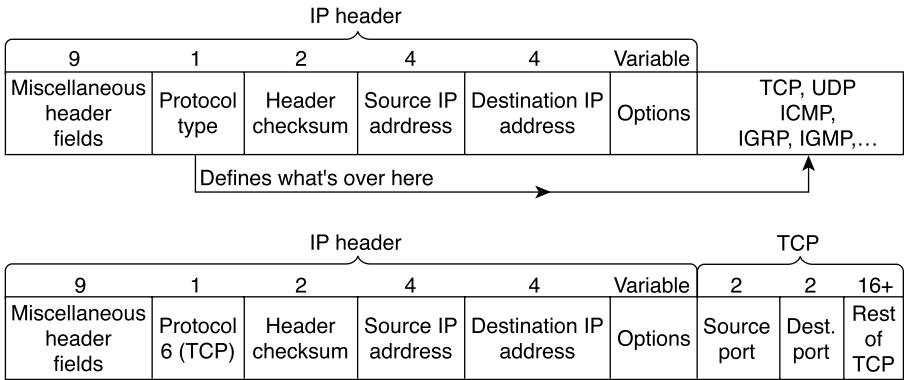 IP header
9 1 2 4 4 Variable
Miscellaneous header fields
Protocol type
Header checksum
Source IP adrdress
Destination IP address
Options
TCP, UDP
ICMP,
IGRP, IGMP,...
Defines what's over here
IP header TCP
9 1 2 4 4 Variable 2 2 16+
Miscellaneous header fields
Protocol 6 (TCP)
Header checksum
Source IP adrdress
Destination IP address
Options
Source port
Dest. port
Rest of TCP